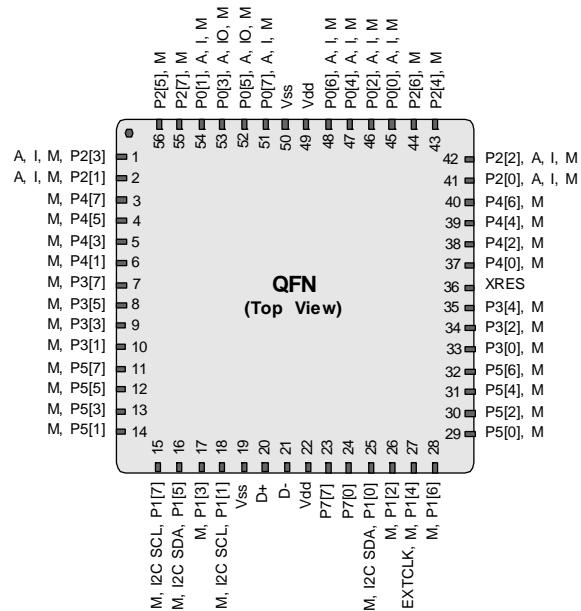 P2[5], M
P2[7], M
P0[1], A, I, M
P0[3], A, IO, M
P0[5], A, IO, M
P0[7], A, I, M
Vss
Vdd
P0[6], A, I, M
P0[4], A, I, M
P0[2], A, I, M
P0[0], A, I, M
P2[6], M
P2[4], M
56
55
54
53
52
51
50
49
48
47
46
45
44
43
A, I, M, P2[3] 1
A, I, M, P2[1] 2
M, P4[7] 3
M, P4[5] 4
M, P4[3] 5
M, P4[1] 6
M, P3[7] 7
M, P3[5] 8
M, P3[3] 9
M, P3[1] 10
M, P5[7] 11
M, P5[5] 12
M, P5[3] 13
M, P5[1] 14
QFN
(Top View)
42 P2[2], A, I, M
41 P2[0], A, I, M
40 P4[6], M
39 P4[4], M
38 P4[2], M
37 P4[0], M
36 XRES
35 P3[4], M
34 P3[2], M
33 P3[0], M
32 P5[6], M
31 P5[4], M
30 P5[2], M
29 P5[0], M
15
16
17
18
19
20
21
22
23
24
25
26
27
28
M, I2C SCL, P1[7]
M, I2C SDA, P1[5]
M, P1[3]
M, I2C SCL, P1[1]
Vss
D+
D-
Vdd
P7[7]
P7[0]
M, I2C SDA, P1[0]
M, P1[2]
EXTCLK, M, P1[4]
M, P1[6]